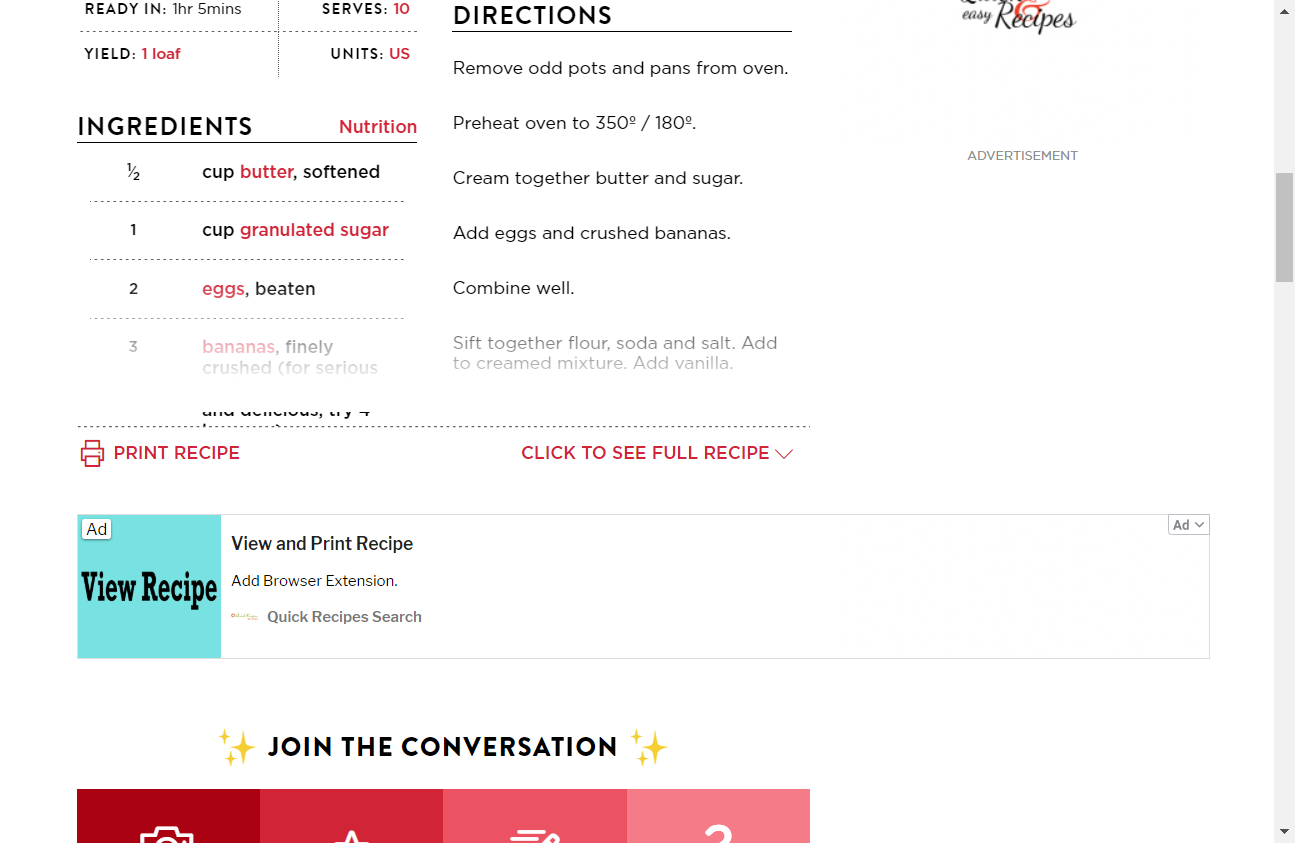 READY IN: 1hr 5mins
SERVES: 10
YIELD: 1 loaf
UNITS: US
INGREDIENTS
Nutrition
½ cup butter, softened
1 cup granulated sugar
2 eggs, beaten
3 bananas, finely
crushed (for serious
and delicious, try 4
DIRECTIONS
Remove odd pots and pans from oven.
Preheat oven to 350º / 180º.
Cream together butter and sugar.
Add eggs and crushed bananas.
Combine well.
Sift together flour, soda and salt. Add
to creamed mixture. Add vanilla.
easy Recipes
ADVERTISEMENT
PRINT RECIPE
CLICK TO SEE FULL RECIPE
Ad
View Recipe
View and Print Recipe
Add Browser Extension.
Quick Recipes Search
Ad
JOIN THE CONVERSATION